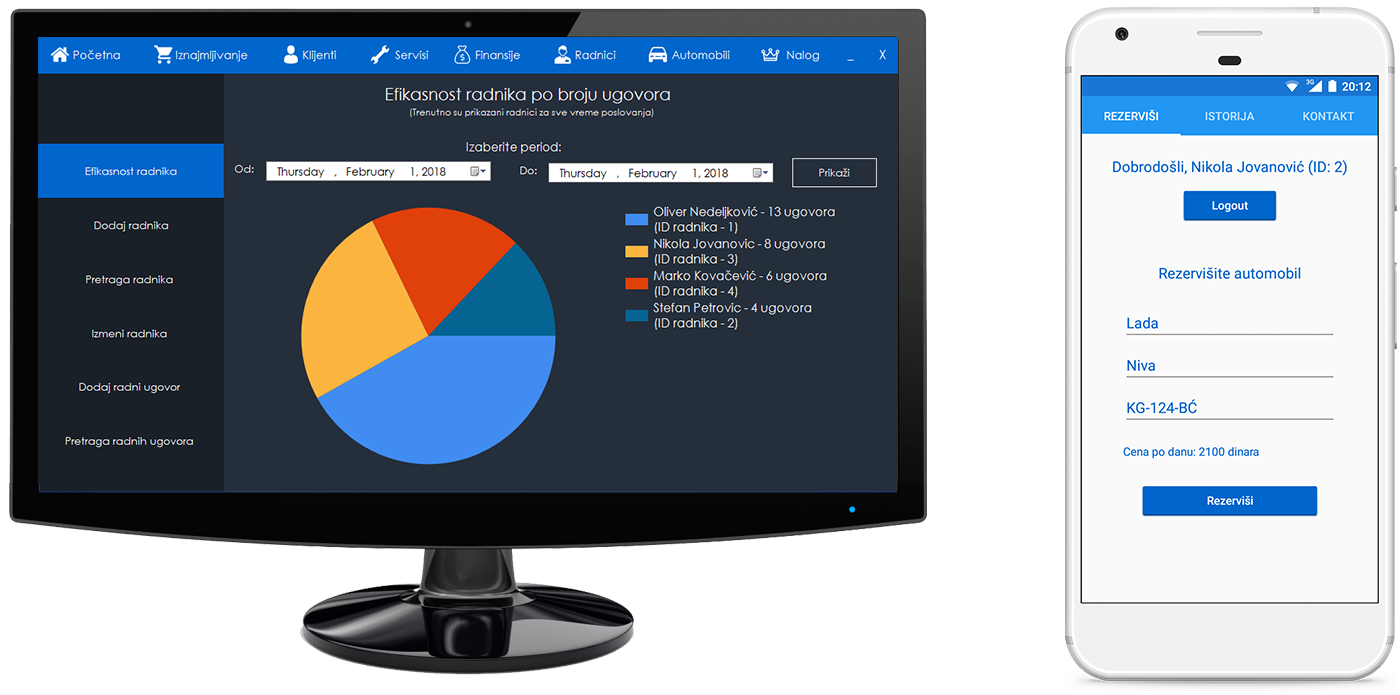 Početna Iznajmljivanje Klijenti Servisi Finansije Radnici Automobili Nalog _ X
Efikasnost radnika po broju ugovora
(Trenutno su prikazani radnici za sve vreme poslovanja)
Izaberite period:
Od: Thursday , February 1, 2018 Do: Thursday , February 1, 2018 Prikaži
Efikasnost radnika
Dodaj radnika
Pretraga radnika
Izmeni radnika
Dodaj radni ugovor
Pretraga radnih ugovora
Oliver Nedeljković - 13 ugovora
(ID radnika - 1)
Nikola Jovanovic - 8 ugovora
(ID radnika - 3)
Marko Kovačević - 6 ugovora
(ID radnika - 4)
Stefan Petrovic - 4 ugovora
(ID radnika - 2)
3G 20:12
REZERVIŠI ISTORIJA KONTAKT
Dobrodošli, Nikola Jovanović (ID: 2)
Logout
Rezervišite automobil
Lada
Niva
KG-124-BĆ
Cena po danu: 2100 dinara
Rezerviši